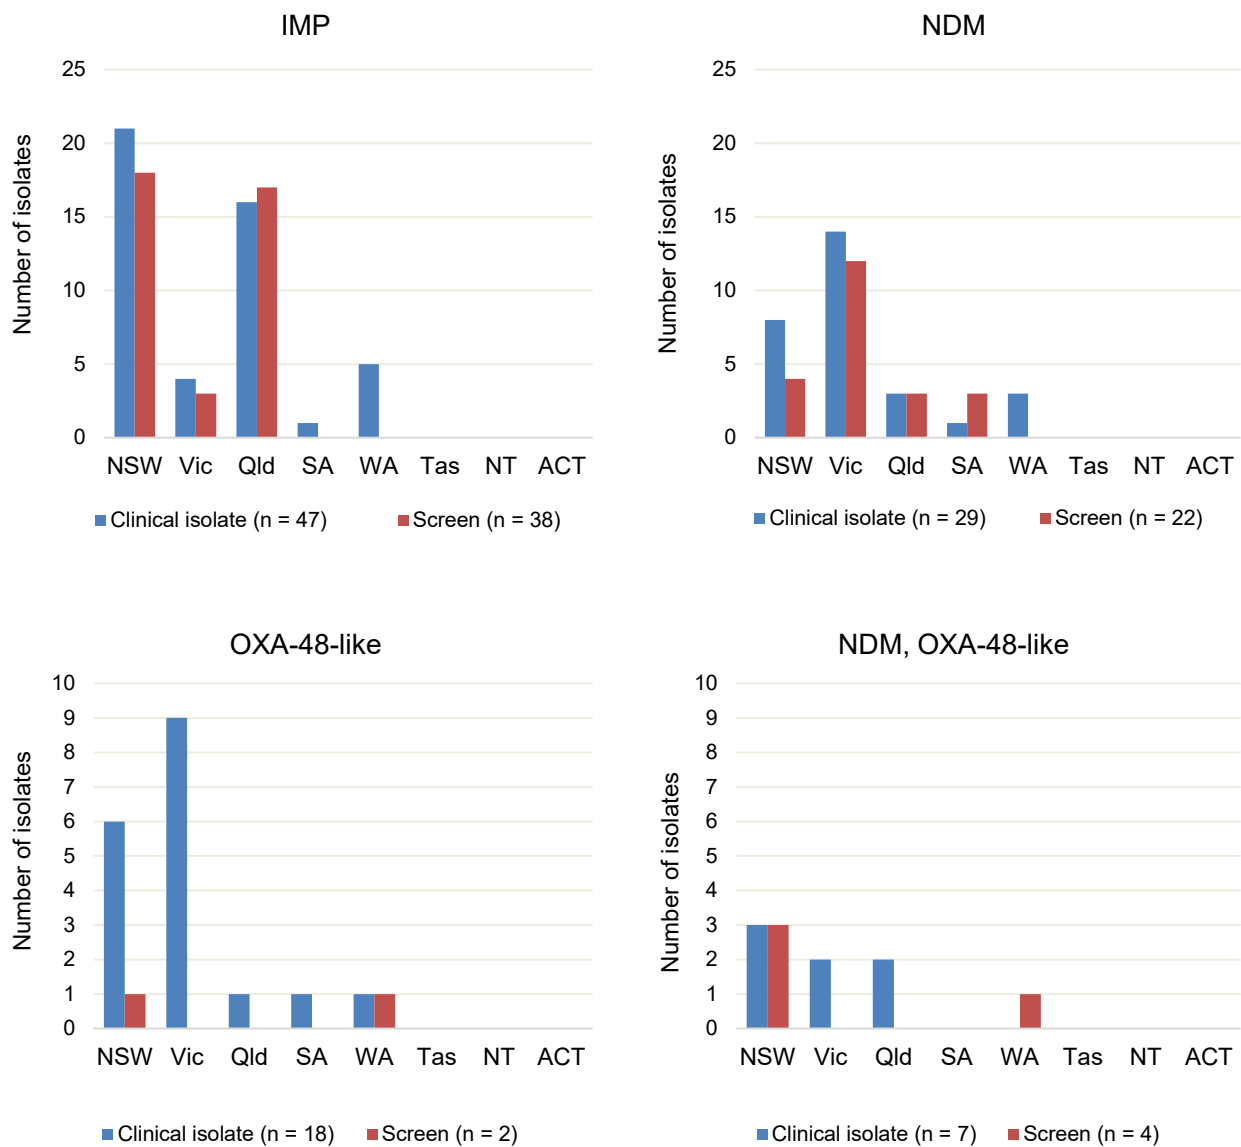 IMP
25
20
15
10
5
0
Number of isolates
NSW Vic Qld SA WA Tas NT ACT
Clinical isolate (n = 47) Screen (n = 38)
NDM
25
20
15
10
5
0
Number of isolates
NSW Vic Qld SA WA Tas NT ACT
Clinical isolate (n = 29) Screen (n = 22)
OXA-48-like
10
9
8
7
6
5
4
3
2
1
0
Number of isolates
NSW Vic Qld SA WA Tas NT ACT
Clinical isolate (n = 18) Screen (n = 2)
NDM, OXA-48-like
10
9
8
7
6
5
4
3
2
1
0
Number of isolates
NSW Vic Qld SA WA Tas NT ACT
Clinical isolate (n = 7) Screen (n = 4)